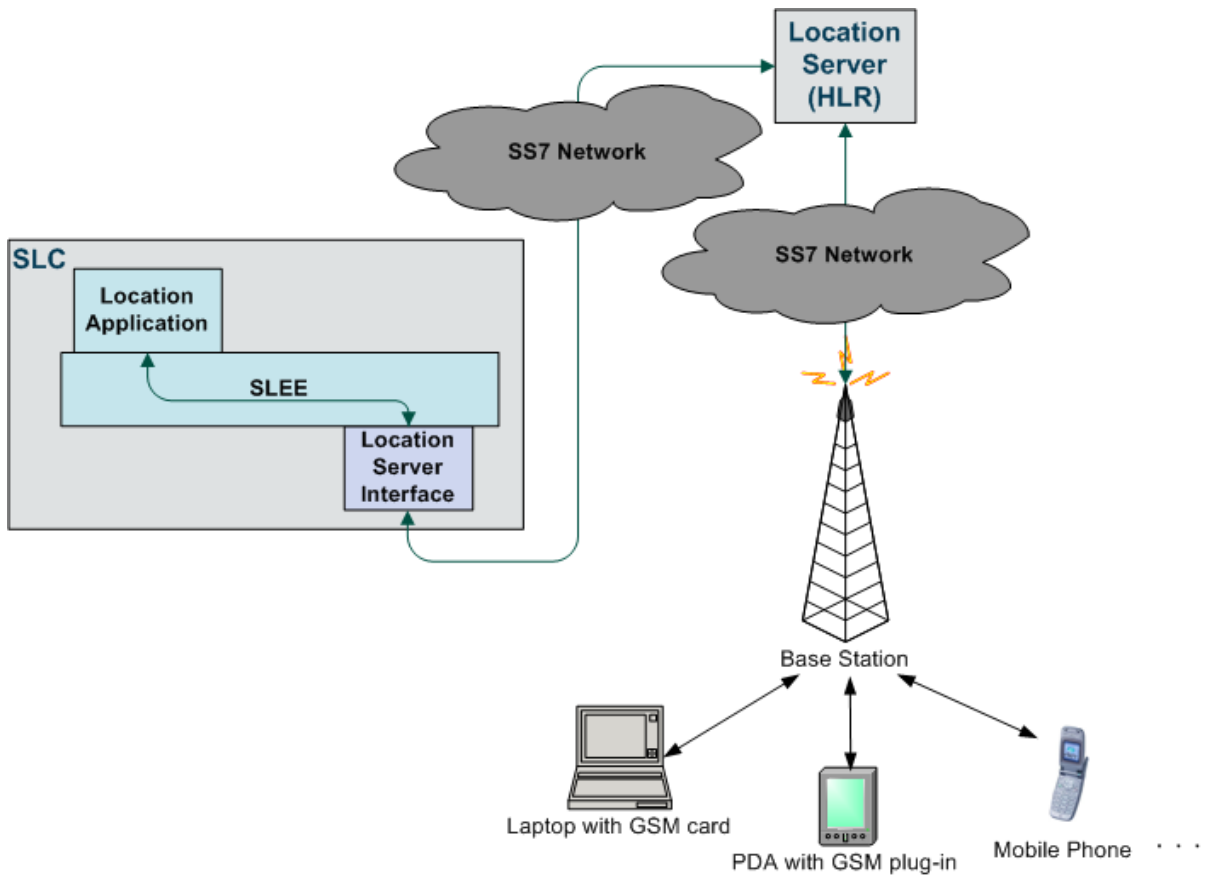 Location
Server
(HLR)
SS7 Network
SS7 Network
SLC
Location
Application
SLEE
Location
Server
Interface
Base Station
Laptop with GSM card
PDA with GSM plug-in
Mobile Phone . . .